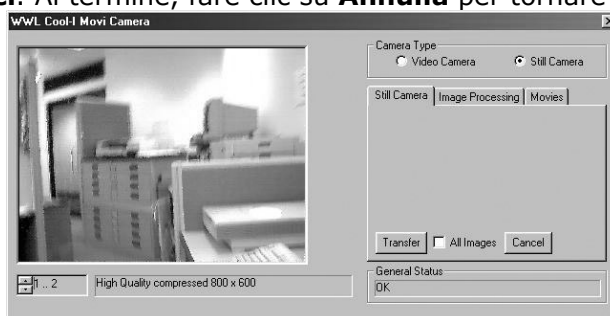 ci. Al termine, fare clic su Annulla per tornare
WWL Cool-I Movi Camera
Camera Type
Video Camera Still Camera
Still Camera Image Processing Movies
Transfer All Images Cancel
1 .. 2 High Quality compressed 800 x 600
General Status
OK